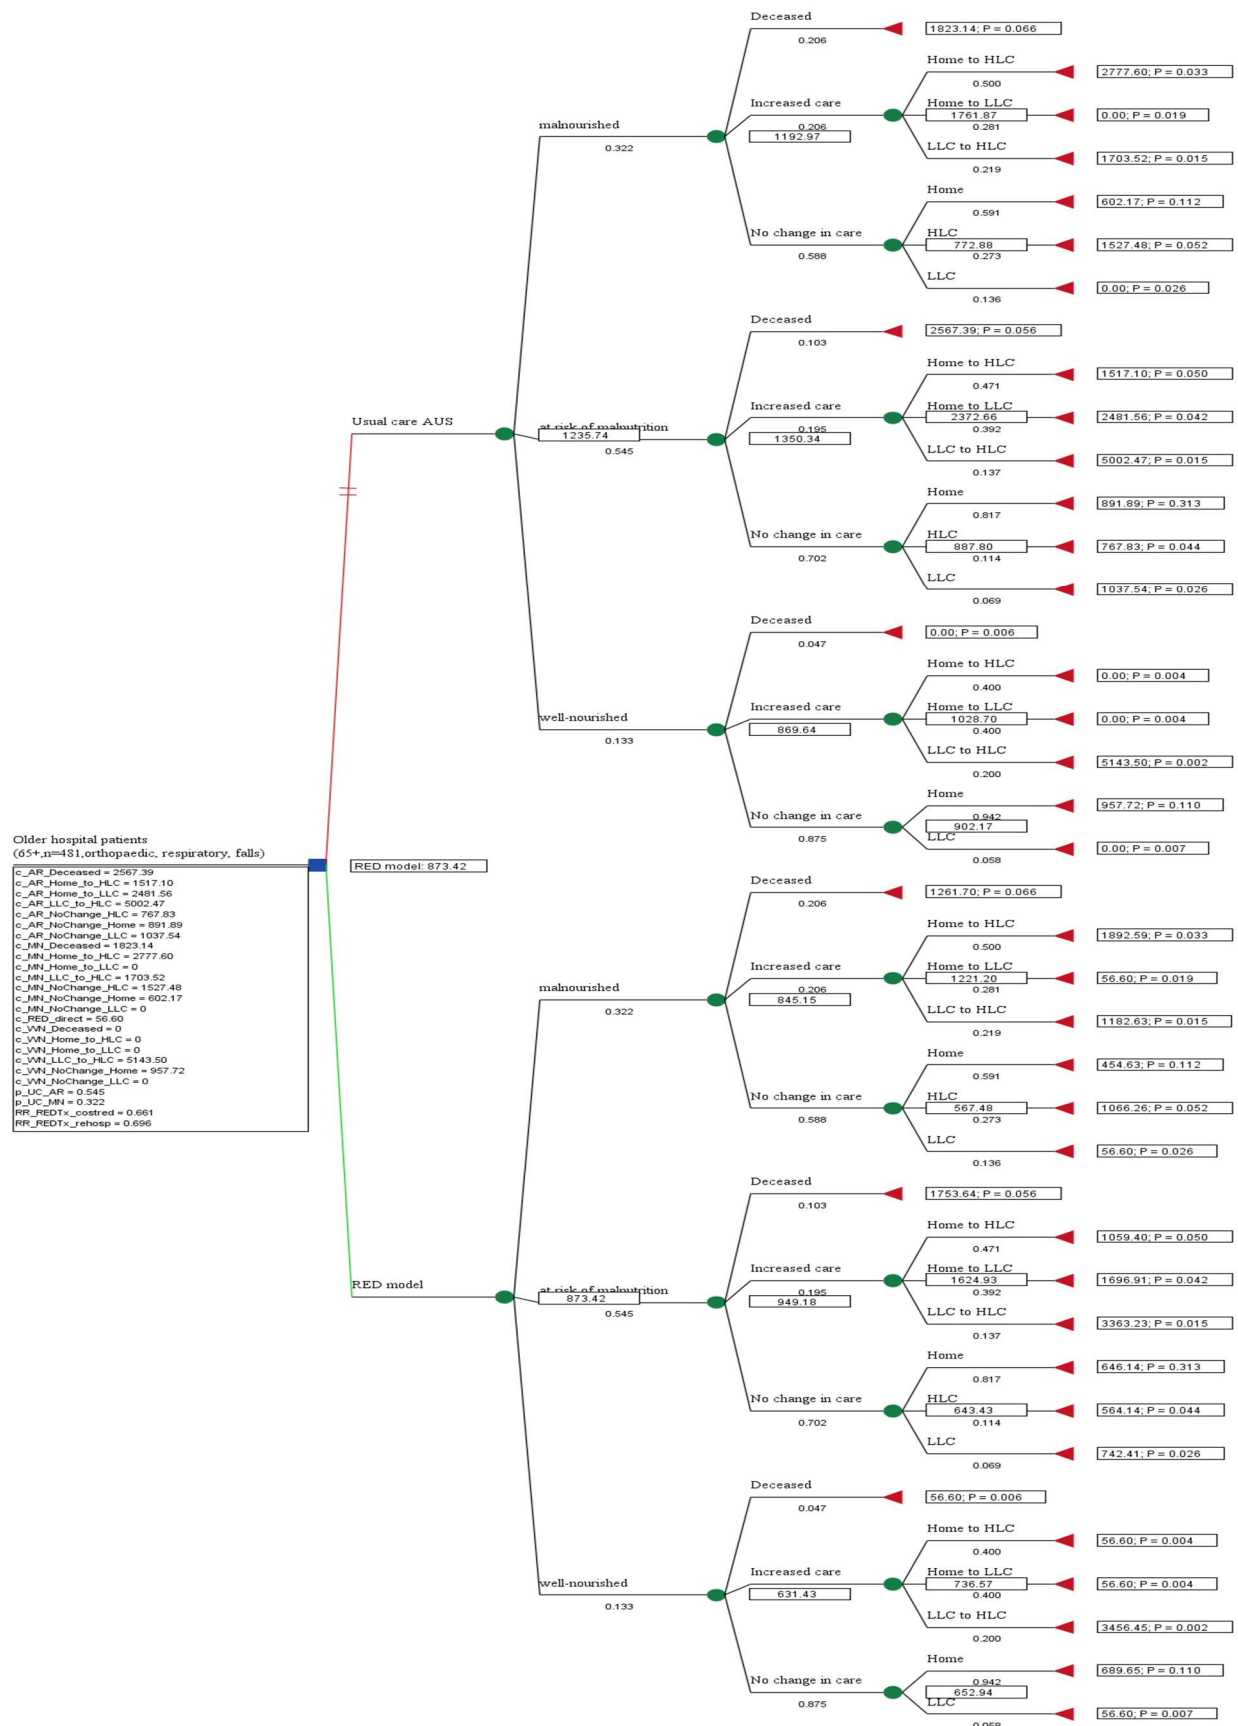 Deceased
0.206
1823.14; P = 0.066
Home to HLC
0.500
2777.60; P = 0.033
Increased care
0.206
1192.97
Home to LLC
1761.87
0.281
0.00; P = 0.019
LLC to HLC
0.219
1703.52; P = 0.015
malnourished
0.322
Home
0.591
602.17; P = 0.112
No change in care
0.588
HLC
772.88
0.273
1527.48; P = 0.052
LLC
0.136
0.00; P = 0.026
Deceased
0.103
2567.39; P = 0.056
Home to HLC
0.471
1517.10; P = 0.050
Increased care
0.195
1350.34
Home to LLC
2372.66
0.392
2481.56; P = 0.042
LLC to HLC
0.137
5002.47; P = 0.015
Usual care AUS
at risk of malnutrition
1235.74
0.545
Home
0.817
891.89; P = 0.313
No change in care
0.702
HLC
887.80
0.114
767.83; P = 0.044
LLC
0.069
1037.54; P = 0.026
Deceased
0.047
0.00; P = 0.006
Home to HLC
0.400
0.00; P = 0.004
Increased care
869.64
Home to LLC
1028.70
0.400
0.00; P = 0.004
LLC to HLC
0.200
5143.50; P = 0.002
well-nourished
0.133
Home
0.942
957.72; P = 0.110
No change in care
0.875
902.17
LLC
0.058
0.00; P = 0.007
Older hospital patients
(65+,n=481,orthopaedic, respiratory, falls)
RED model: 873.42
c_AR_Deceased = 2567.39
c_AR_Home_to_HLC = 1517.10
c_AR_Home_to_LLC = 2481.56
c_AR_LLC_to_HLC = 5002.47
c_AR_NoChange_HLC = 767.83
c_AR_NoChange_Home = 891.89
c_AR_NoChange_LLC = 1037.54
c_MN_Deceased = 1823.14
c_MN_Home_to_HLC = 2777.60
c_MN_Home_to_LLC = 0
c_MN_LLC_to_HLC = 1703.52
c_MN_NoChange_HLC = 1527.48
c_MN_NoChange_Home = 602.17
c_MN_NoChange_LLC = 0
c_RED_direct = 56.60
c_WN_Deceased = 0
c_WN_Home_to_HLC = 0
c_WN_Home_to_LLC = 0
c_WN_LLC_to_HLC = 5143.50
c_WN_NoChange_Home = 957.72
c_WN_NoChange_LLC = 0
p_UC_AR = 0.545
p_UC_MN = 0.322
RR_REDTx_costred = 0.661
RR_REDTx_rehosp = 0.696
Deceased
0.206
1261.70; P = 0.066
Home to HLC
0.500
1892.59; P = 0.033
Increased care
0.206
845.15
Home to LLC
1221.20
0.281
56.60; P = 0.019
LLC to HLC
0.219
1182.63; P = 0.015
malnourished
0.322
Home
0.591
454.63; P = 0.112
No change in care
0.588
HLC
567.48
0.273
1066.26; P = 0.052
LLC
0.136
56.60; P = 0.026
Deceased
0.103
1753.64; P = 0.056
Home to HLC
0.471
1059.40; P = 0.050
Increased care
0.195
949.18
Home to LLC
1624.93
0.392
1696.91; P = 0.042
LLC to HLC
0.137
3363.23; P = 0.015
RED model
at risk of malnutrition
873.42
0.545
Home
0.817
646.14; P = 0.313
No change in care
0.702
HLC
643.43
0.114
564.14; P = 0.044
LLC
0.069
742.41; P = 0.026
Deceased
0.047
56.60; P = 0.006
Home to HLC
0.400
56.60; P = 0.004
Increased care
631.43
Home to LLC
736.57
0.400
56.60; P = 0.004
LLC to HLC
0.200
3456.45; P = 0.002
well-nourished
0.133
Home
0.942
689.65; P = 0.110
No change in care
0.875
652.94
LLC
0.058
56.60; P = 0.007